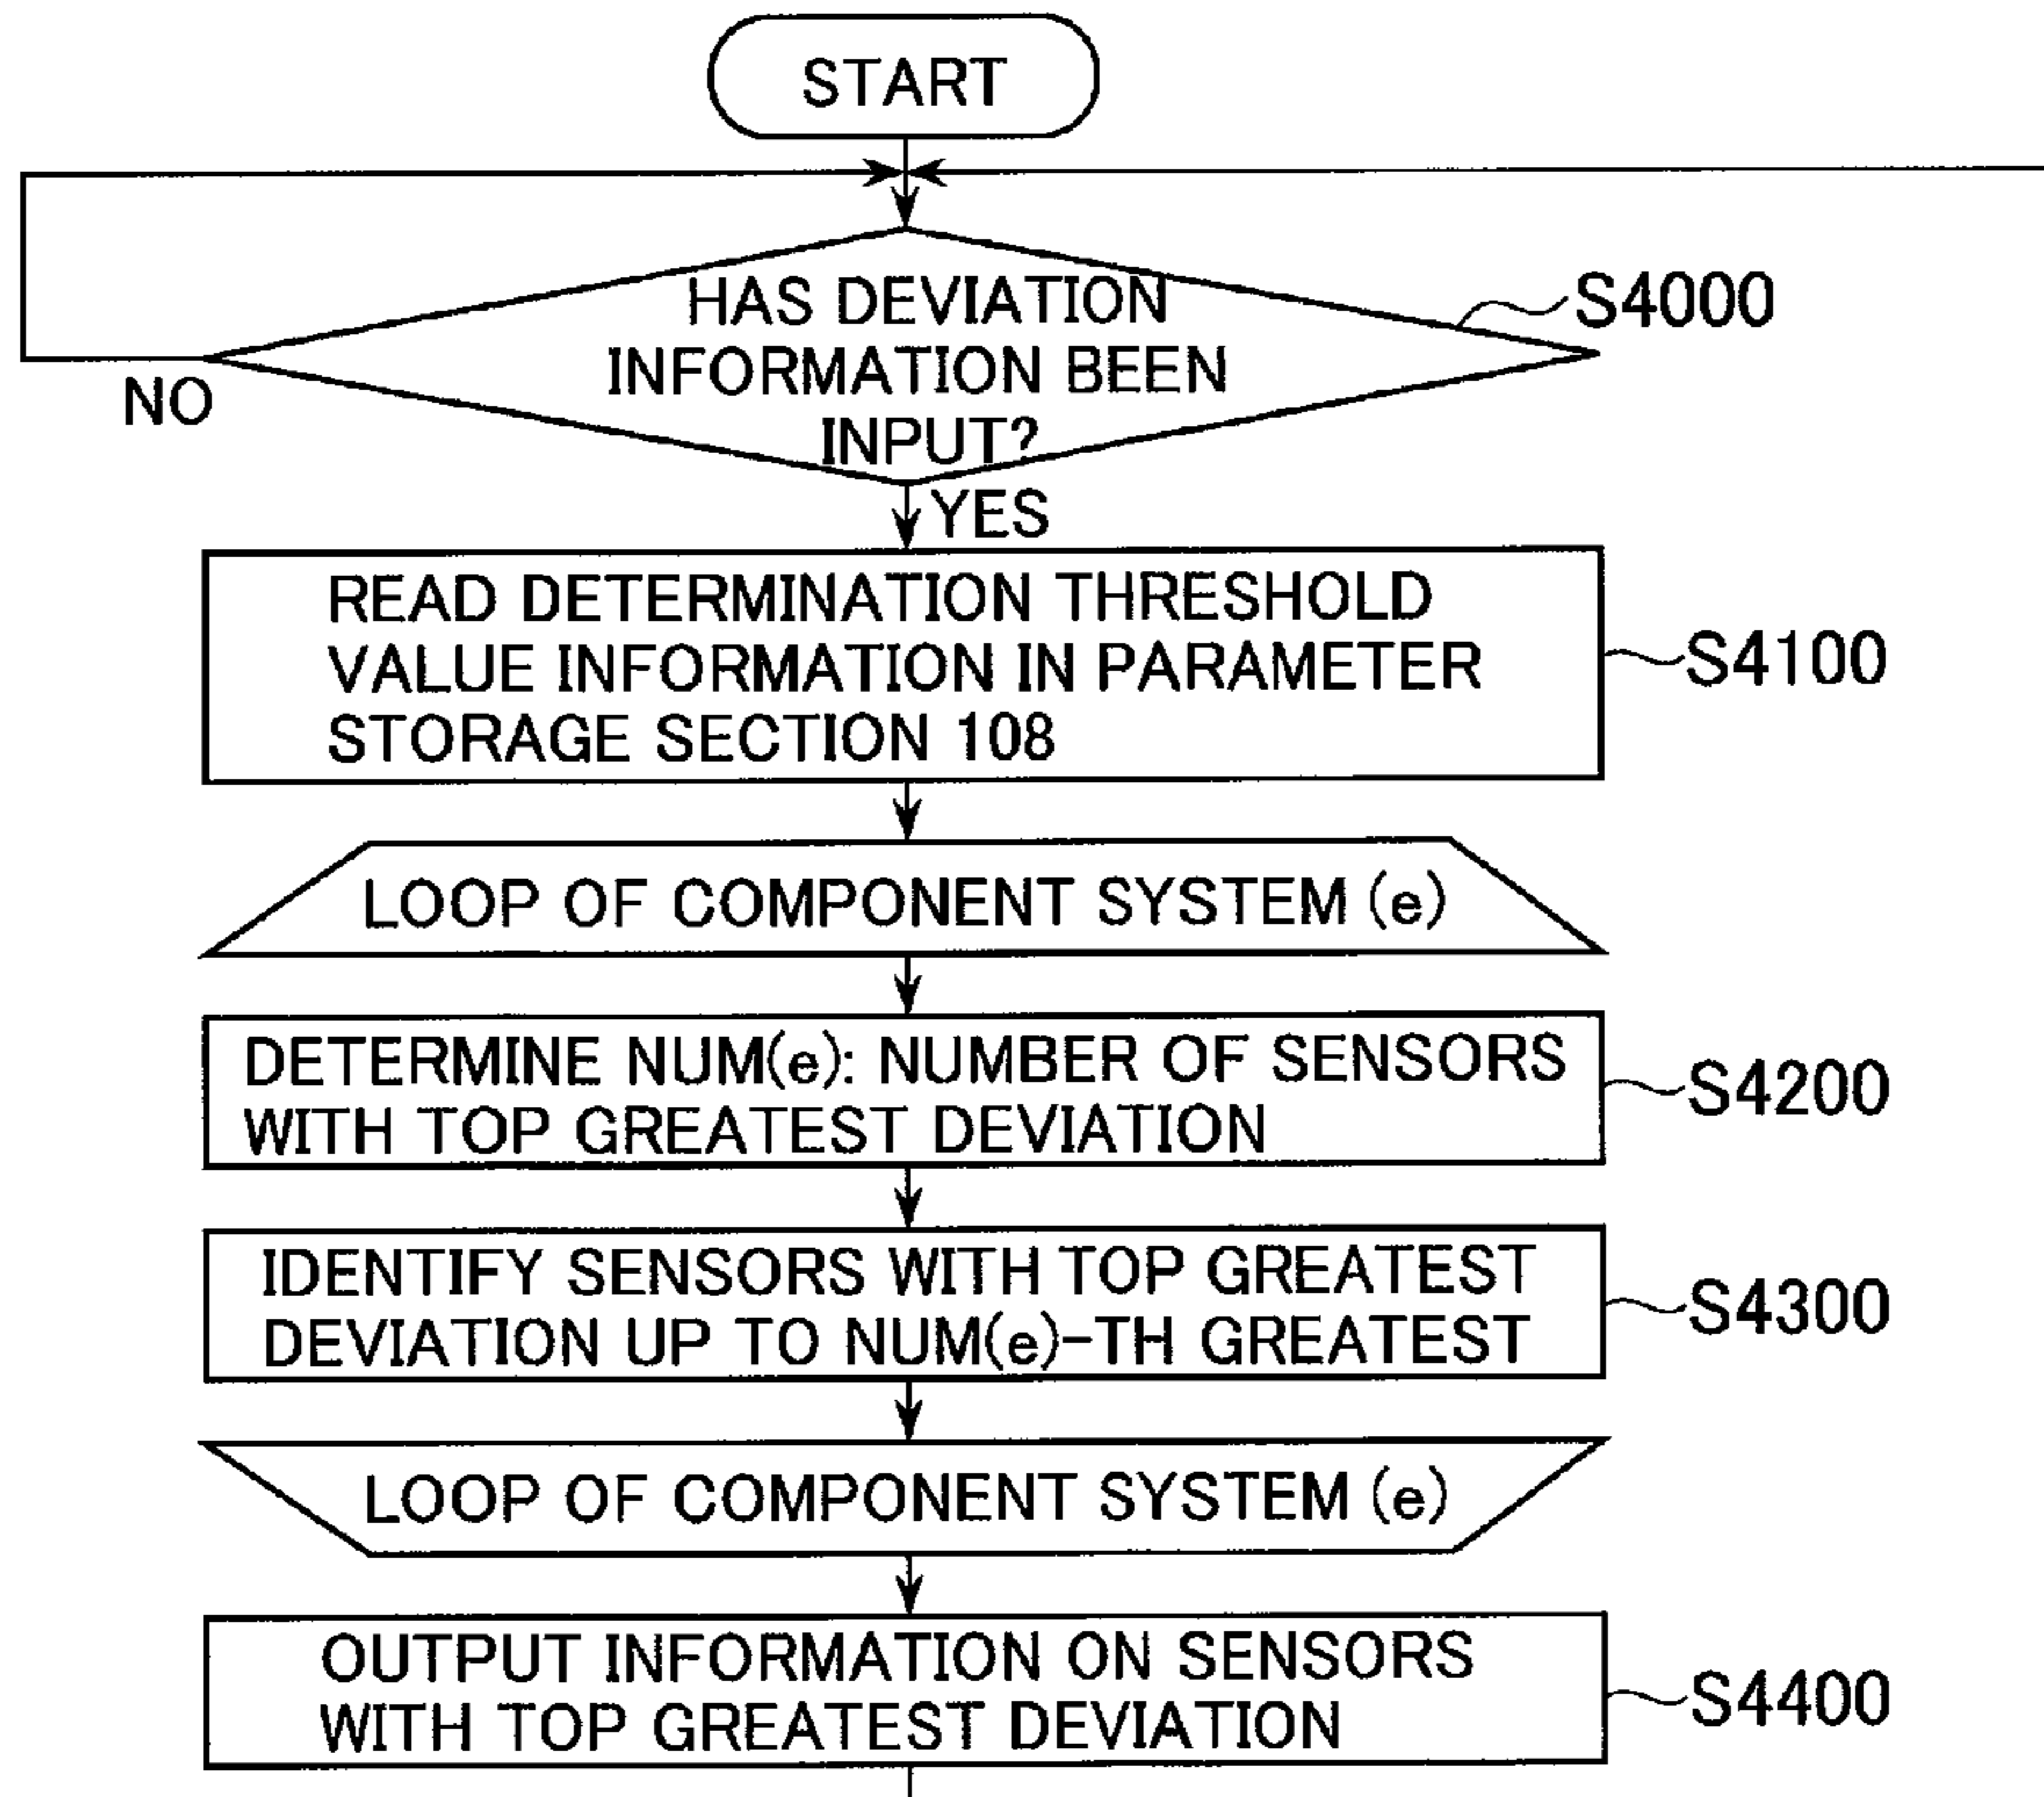 START
HAS DEVIATION
INFORMATION BEEN
INPUT?
S4000
NO
YES
READ DETERMINATION THRESHOLD
VALUE INFORMATION IN PARAMETER
STORAGE SECTION 108
S4100
LOOP OF COMPONENT SYSTEM (e)
DETERMINE NUM(e): NUMBER OF SENSORS
WITH TOP GREATEST DEVIATION
S4200
IDENTIFY SENSORS WITH TOP GREATEST
DEVIATION UP TO NUM(e)-TH GREATEST
S4300
LOOP OF COMPONENT SYSTEM (e)
OUTPUT INFORMATION ON SENSORS
WITH TOP GREATEST DEVIATION
S4400